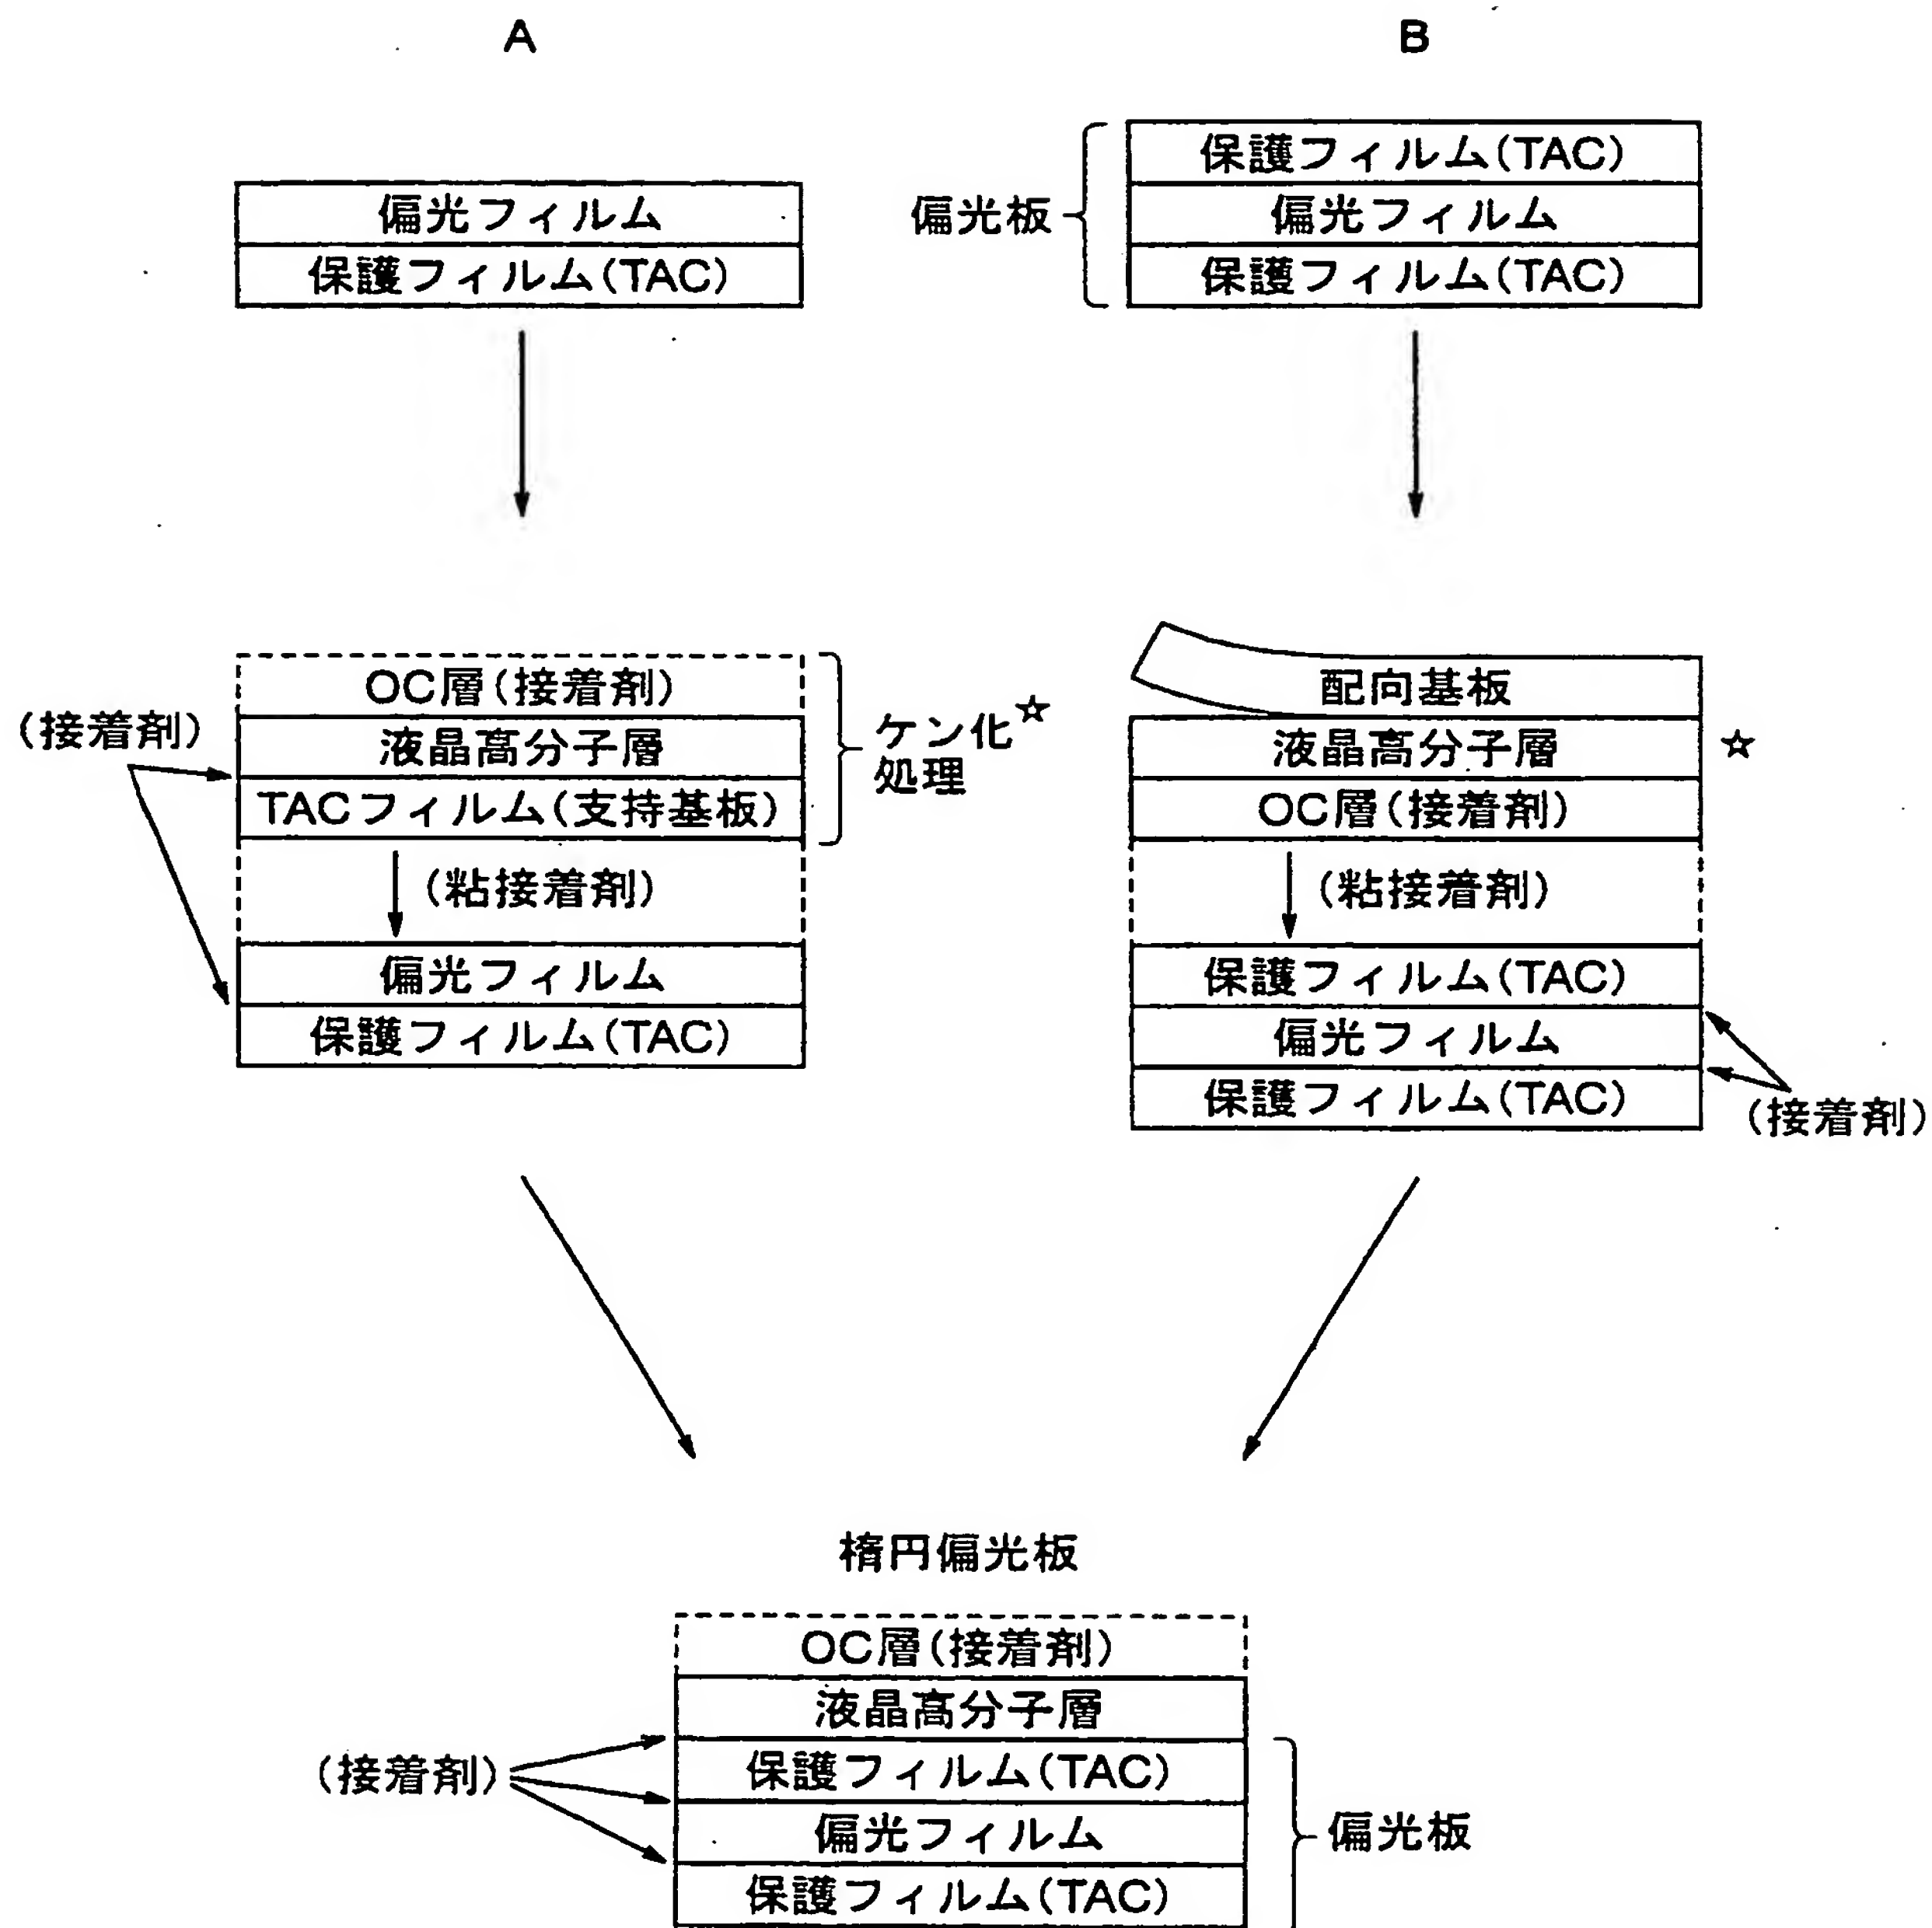 A
B
偏光フィルム
保護フィルム(TAC)
偏光板
保護フィルム(TAC)
偏光フィルム
保護フィルム(TAC)
(接着剤)
OC層(接着剤)
液晶高分子層
TACフィルム(支持基板)
ケン化☆
処理
(粘接着剤)
偏光フィルム
保護フィルム(TAC)
配向基板
液晶高分子層
☆
OC層(接着剤)
(粘接着剤)
保護フィルム(TAC)
偏光フィルム
保護フィルム(TAC)
(接着剤)
楕円偏光板
OC層(接着剤)
液晶高分子層
(接着剤)
保護フィルム(TAC)
偏光フィルム
保護フィルム(TAC)
偏光板